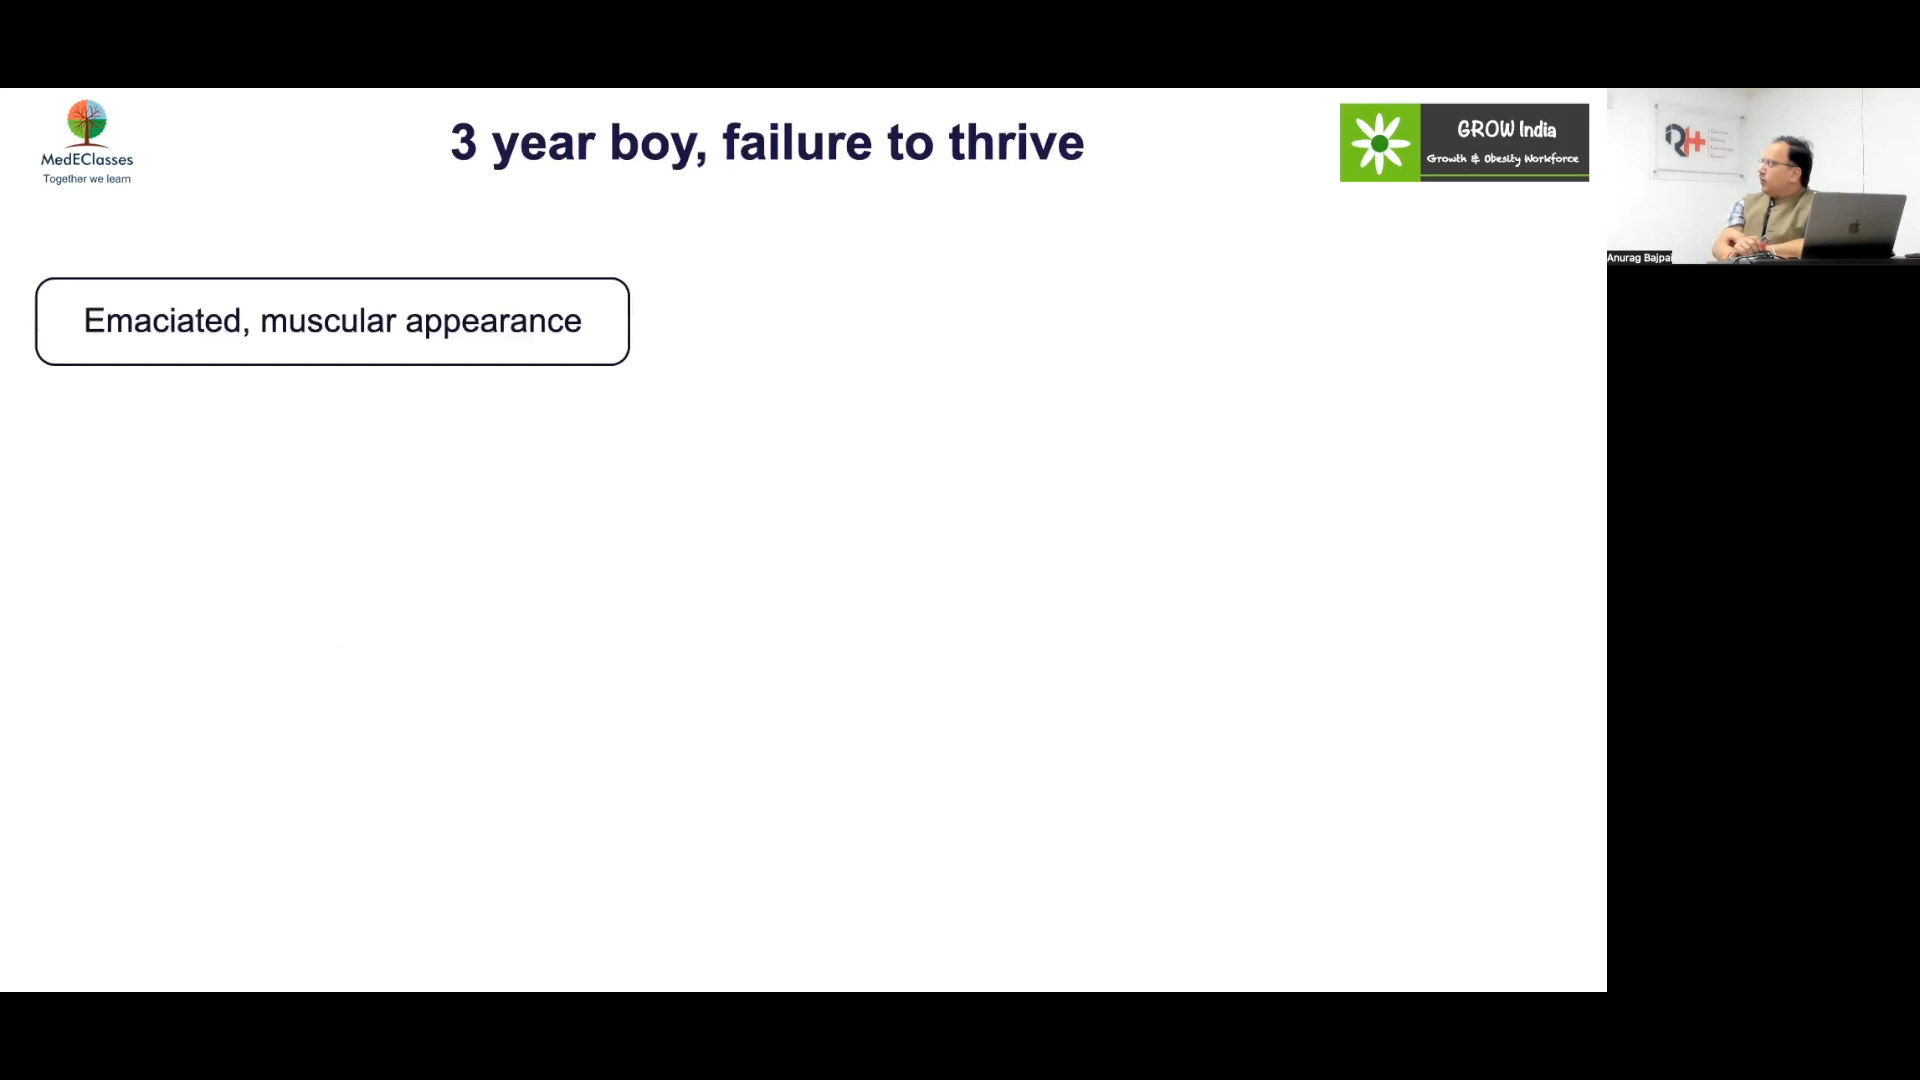 MedEClasses
Together we learn
3 year boy, failure to thrive
GROW India
Growth & Obesity Workforce
RH
Anurag Bajpai
Emaciated, muscular appearance